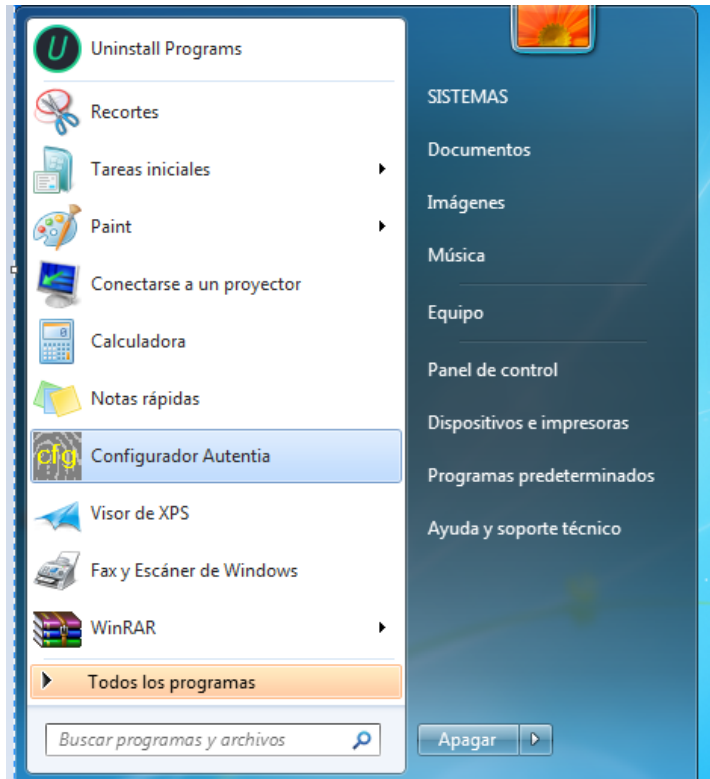 Uninstall Programs
Recortes
Tareas iniciales
Paint
Conectarse a un proyector
Calculadora
Notas rápidas
cfg
Configurador Autentia
Visor de XPS
Fax y Escáner de Windows
WinRAR
Todos los programas
Buscar programas y archivos
SISTEMAS
Documentos
Imágenes
Música
Equipo
Panel de control
Dispositivos e impresoras
Programas predeterminados
Ayuda y soporte técnico
Apagar